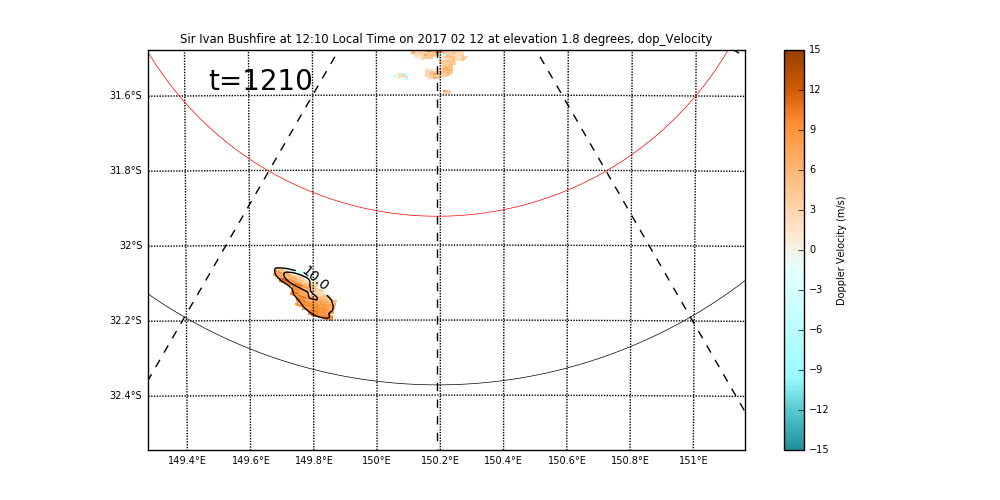 Sir Ivan Bushfire at 12:10 Local Time on 2017 02 12 at elevation 1.8 degrees, dop_Velocity
t=1210
31.6°S
31.8°S
32°S
32.2°S
32.4°S
10.0
149.4°E 149.6°E 149.8°E 150°E 150.2°E 150.4°E 150.6°E 150.8°E 151°E
15
12
9
6
3
0
−3
−6
−9
−12
−15
Doppler Velocity (m/s)